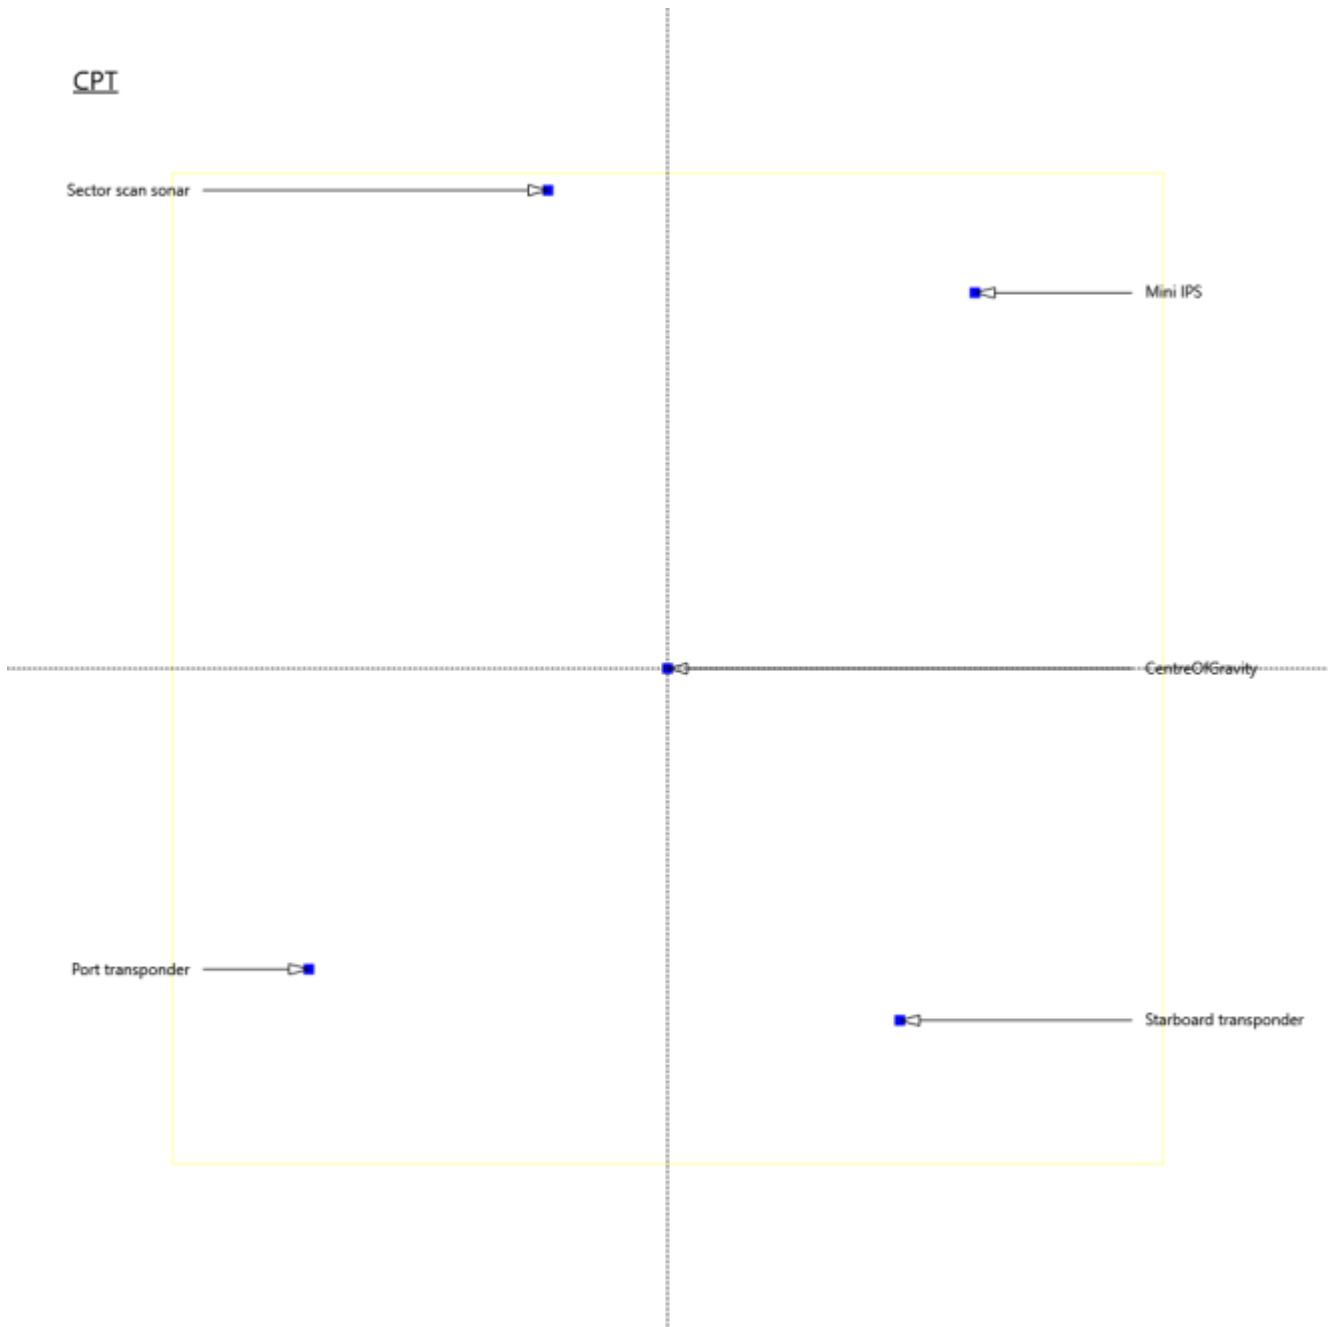 CPT
Sector scan sonar
Mini IPS
CentreOfGravity
Port transponder
Starboard transponder